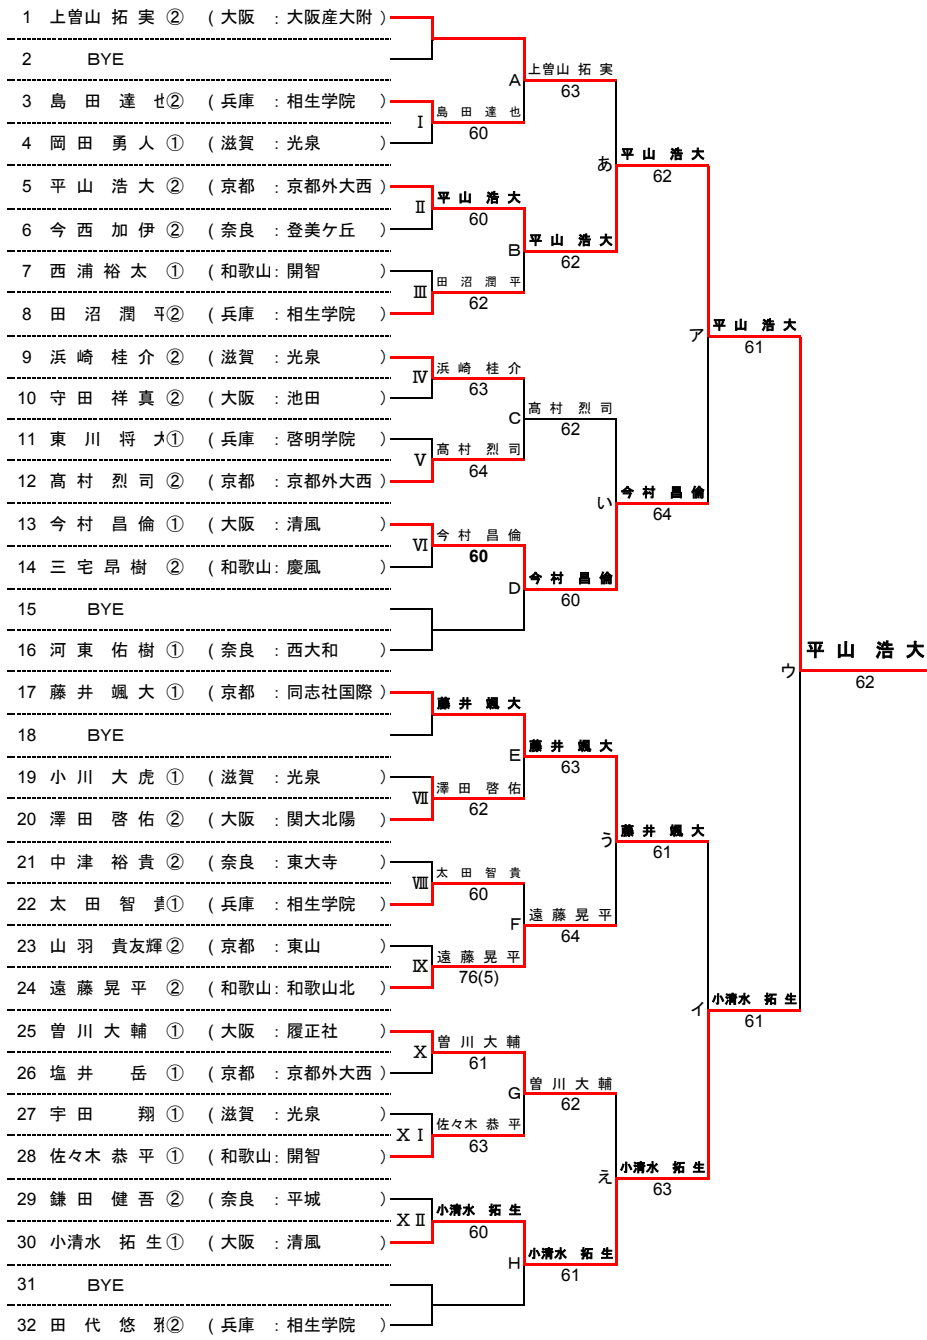 1 上曽山 拓 実 ② ( 大阪 : 大阪産大附 )
2 BYE
3 島 田 達 也② ( 兵庫 : 相生学院 )
4 岡 田 勇 人 ① ( 滋賀 : 光泉 )
5 平 山 浩 大 ② ( 京都 : 京都外大西 )
6 今 西 加 伊 ② ( 奈良 : 登美ケ丘 )
7 西 浦 裕 太 ① ( 和歌山: 開智 )
8 田 沼 潤 平② ( 兵庫 : 相生学院 )
9 浜 崎 桂 介 ② ( 滋賀 : 光泉 )
10 守 田 祥 真 ② ( 大阪 : 池田 )
11 東 川 将 大① ( 兵庫 : 啓明学院 )
12 髙 村 烈 司 ② ( 京都 : 京都外大西 )
13 今 村 昌 倫 ① ( 大阪 : 清風 )
14 三 宅 昂 樹 ② ( 和歌山: 慶風 )
15 BYE
16 河 東 佑 樹 ① ( 奈良 : 西大和 )
17 藤 井 颯 大 ① ( 京都 : 同志社国際 )
18 BYE
19 小 川 大 虎 ① ( 滋賀 : 光泉 )
20 澤 田 啓 佑 ② ( 大阪 : 関大北陽 )
21 中 津 裕 貴 ② ( 奈良 : 東大寺 )
22 太 田 智 貴① ( 兵庫 : 相生学院 )
23 山 羽 貴友輝 ② ( 京都 : 東山 )
24 遠 藤 晃 平 ② ( 和歌山: 和歌山北 )
25 曽 川 大 輔 ① ( 大阪 : 履正社 )
26 塩 井 岳 ① ( 京都 : 京都外大西 )
27 宇 田 翔 ① ( 滋賀 : 光泉 )
28 佐々木 恭 平 ① ( 和歌山: 開智 )
29 鎌 田 健 吾 ② ( 奈良 : 平城 )
30 小清水 拓 生 ① ( 大阪 : 清風 )
31 BYE
32 田 代 悠 雅② ( 兵庫 : 相生学院 )
Ⅰ
島 田 達 也
60
Ⅱ
平 山 浩 大
60
Ⅲ
田 沼 潤 平
62
Ⅳ
浜 崎 桂 介
63
Ⅴ
髙 村 烈 司
64
Ⅵ
今 村 昌 倫
60
藤 井 颯 大
Ⅶ
澤 田 啓 佑
62
Ⅷ
太 田 智 貴
60
Ⅸ
遠 藤 晃 平
76(5)
Ⅹ
曽 川 大 輔
61
ⅩⅠ
佐々木 恭 平
63
ⅩⅡ
小清水 拓 生
60
A
上曽山 拓 実
63
B
平 山 浩 大
62
C
髙 村 烈 司
62
D
今 村 昌 倫
60
E
藤 井 颯 大
63
F
遠 藤 晃 平
64
G
曽 川 大 輔
62
H
小清水 拓 生
61
あ
平 山 浩 大
62
い
今 村 昌 倫
64
う
藤 井 颯 大
61
え
小清水 拓 生
63
ア
平 山 浩 大
61
イ
小清水 拓 生
61
ウ
平 山 浩 大
62